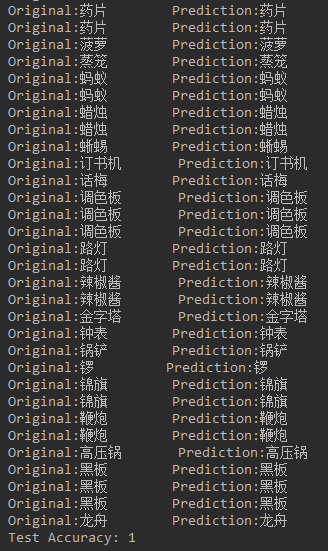 Original:药片 Prediction:药片
Original:药片 Prediction:药片
Original:菠萝 Prediction:菠萝
Original:蒸笼 Prediction:蒸笼
Original:蚂蚁 Prediction:蚂蚁
Original:蚂蚁 Prediction:蚂蚁
Original:蜡烛 Prediction:蜡烛
Original:蜡烛 Prediction:蜡烛
Original:蜥蜴 Prediction:蜥蜴
Original:订书机 Prediction:订书机
Original:话梅 Prediction:话梅
Original:调色板 Prediction:调色板
Original:调色板 Prediction:调色板
Original:调色板 Prediction:调色板
Original:路灯 Prediction:路灯
Original:路灯 Prediction:路灯
Original:辣椒酱 Prediction:辣椒酱
Original:辣椒酱 Prediction:辣椒酱
Original:金字塔 Prediction:金字塔
Original:钟表 Prediction:钟表
Original:锅铲 Prediction:锅铲
Original:锣 Prediction:锣
Original:锦旗 Prediction:锦旗
Original:锦旗 Prediction:锦旗
Original:鞭炮 Prediction:鞭炮
Original:鞭炮 Prediction:鞭炮
Original:高压锅 Prediction:高压锅
Original:黑板 Prediction:黑板
Original:黑板 Prediction:黑板
Original:黑板 Prediction:黑板
Original:龙舟 Prediction:龙舟
Test Accuracy: 1